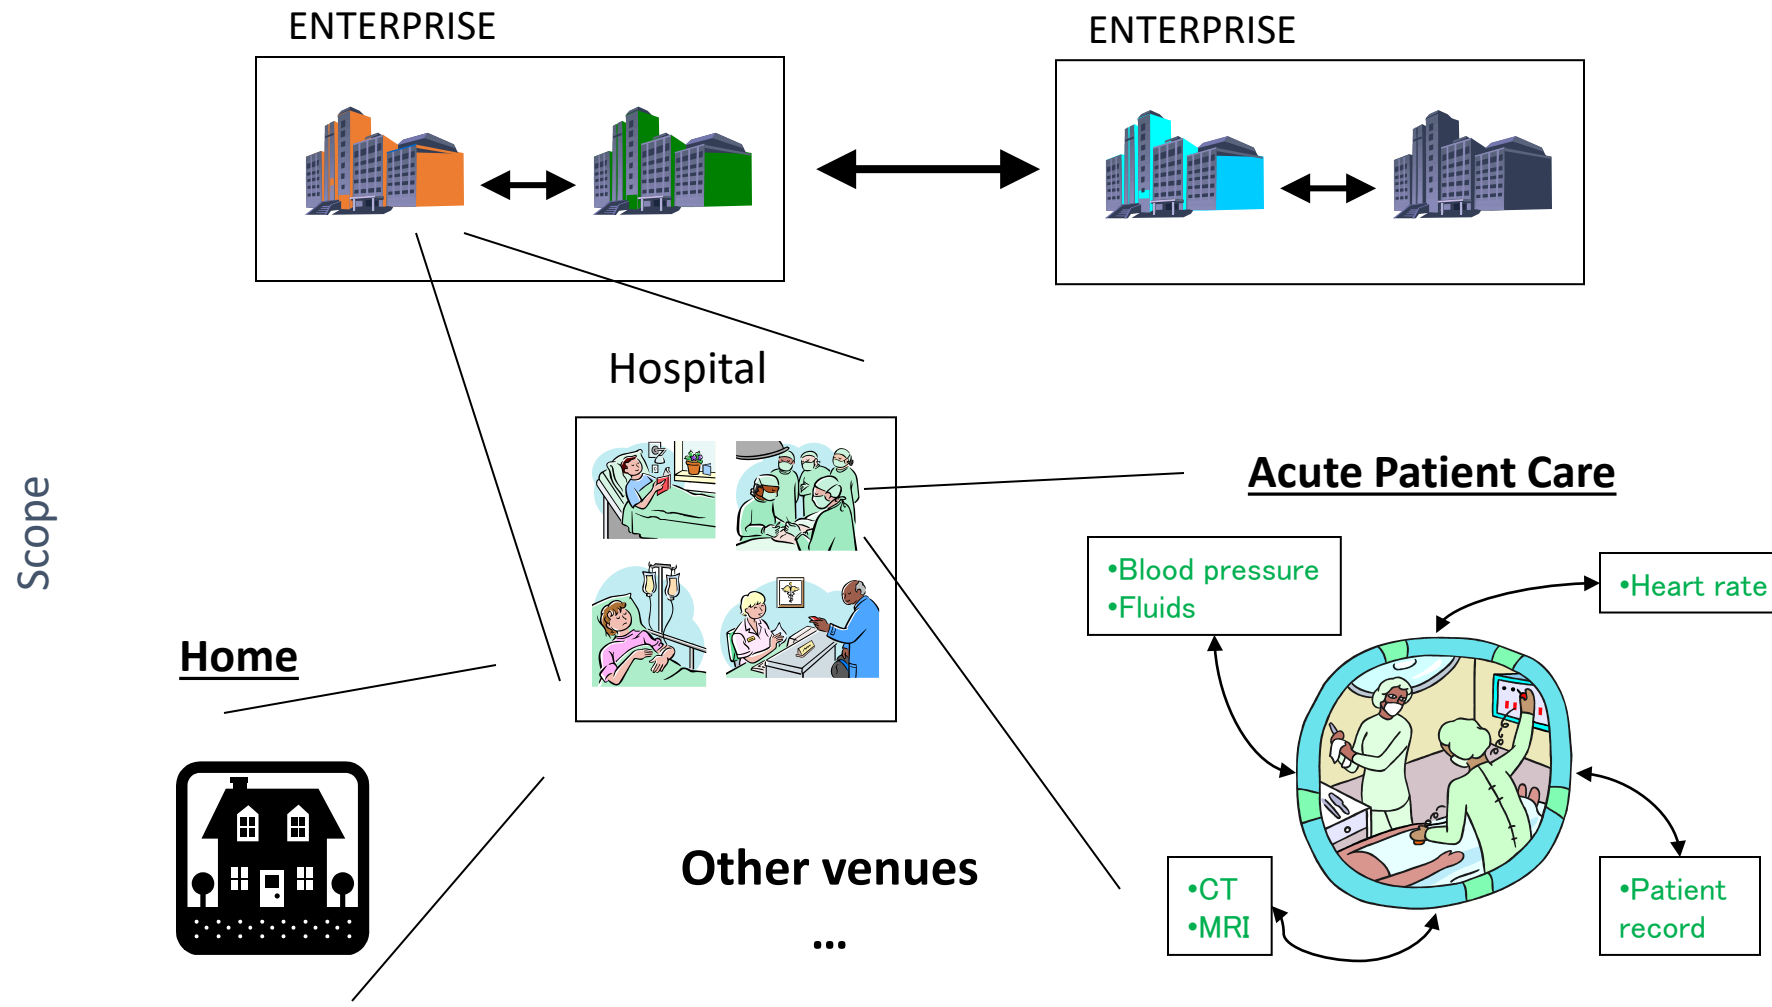 ENTERPRISE
ENTERPRISE
Hospital
Scope
Acute Patient Care
•Blood pressure
•Fluids
•Heart rate
Home
Other venues
...
•CT
•MRI
•Patient
record